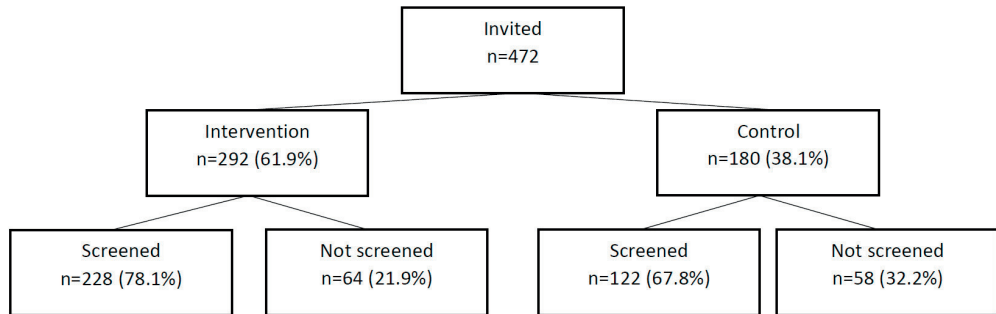 Invited
n=472
Intervention
n=292 (61.9%)
Control
n=180 (38.1%)
Screened
n=228 (78.1%)
Not screened
n=64 (21.9%)
Screened
n=122 (67.8%)
Not screened
n=58 (32.2%)